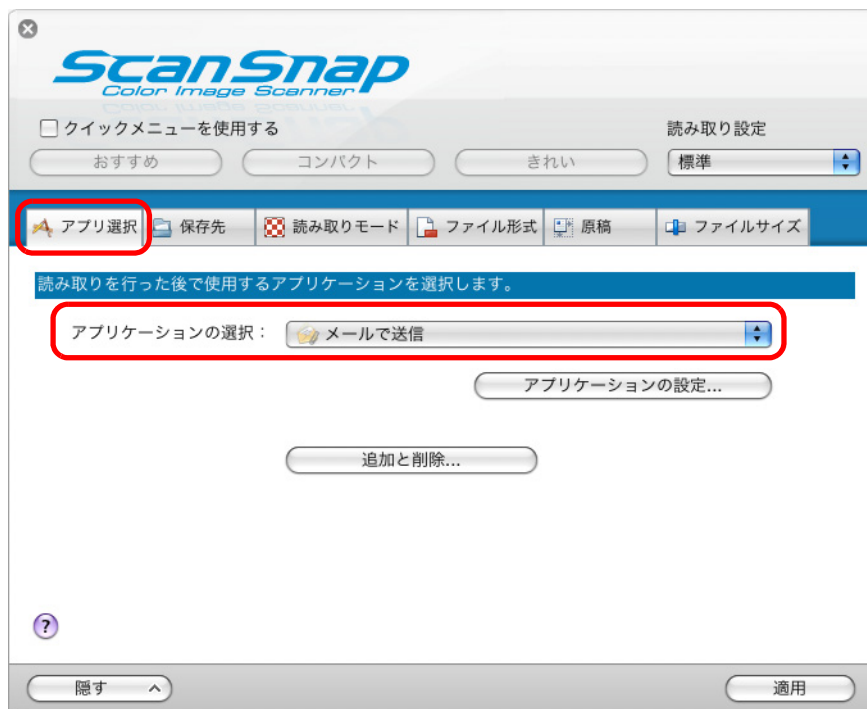 ScanSnap
Color Image Scanner
クイックメニューを使用する
読み取り設定
おすすめ コンパクト きれい 標準
アプリ選択 保存先 読み取りモード ファイル形式 原稿 ファイルサイズ
読み取りを行った後で使用するアプリケーションを選択します。
アプリケーションの選択： メールで送信
アプリケーションの設定...
追加と削除...
?
隠す 適用